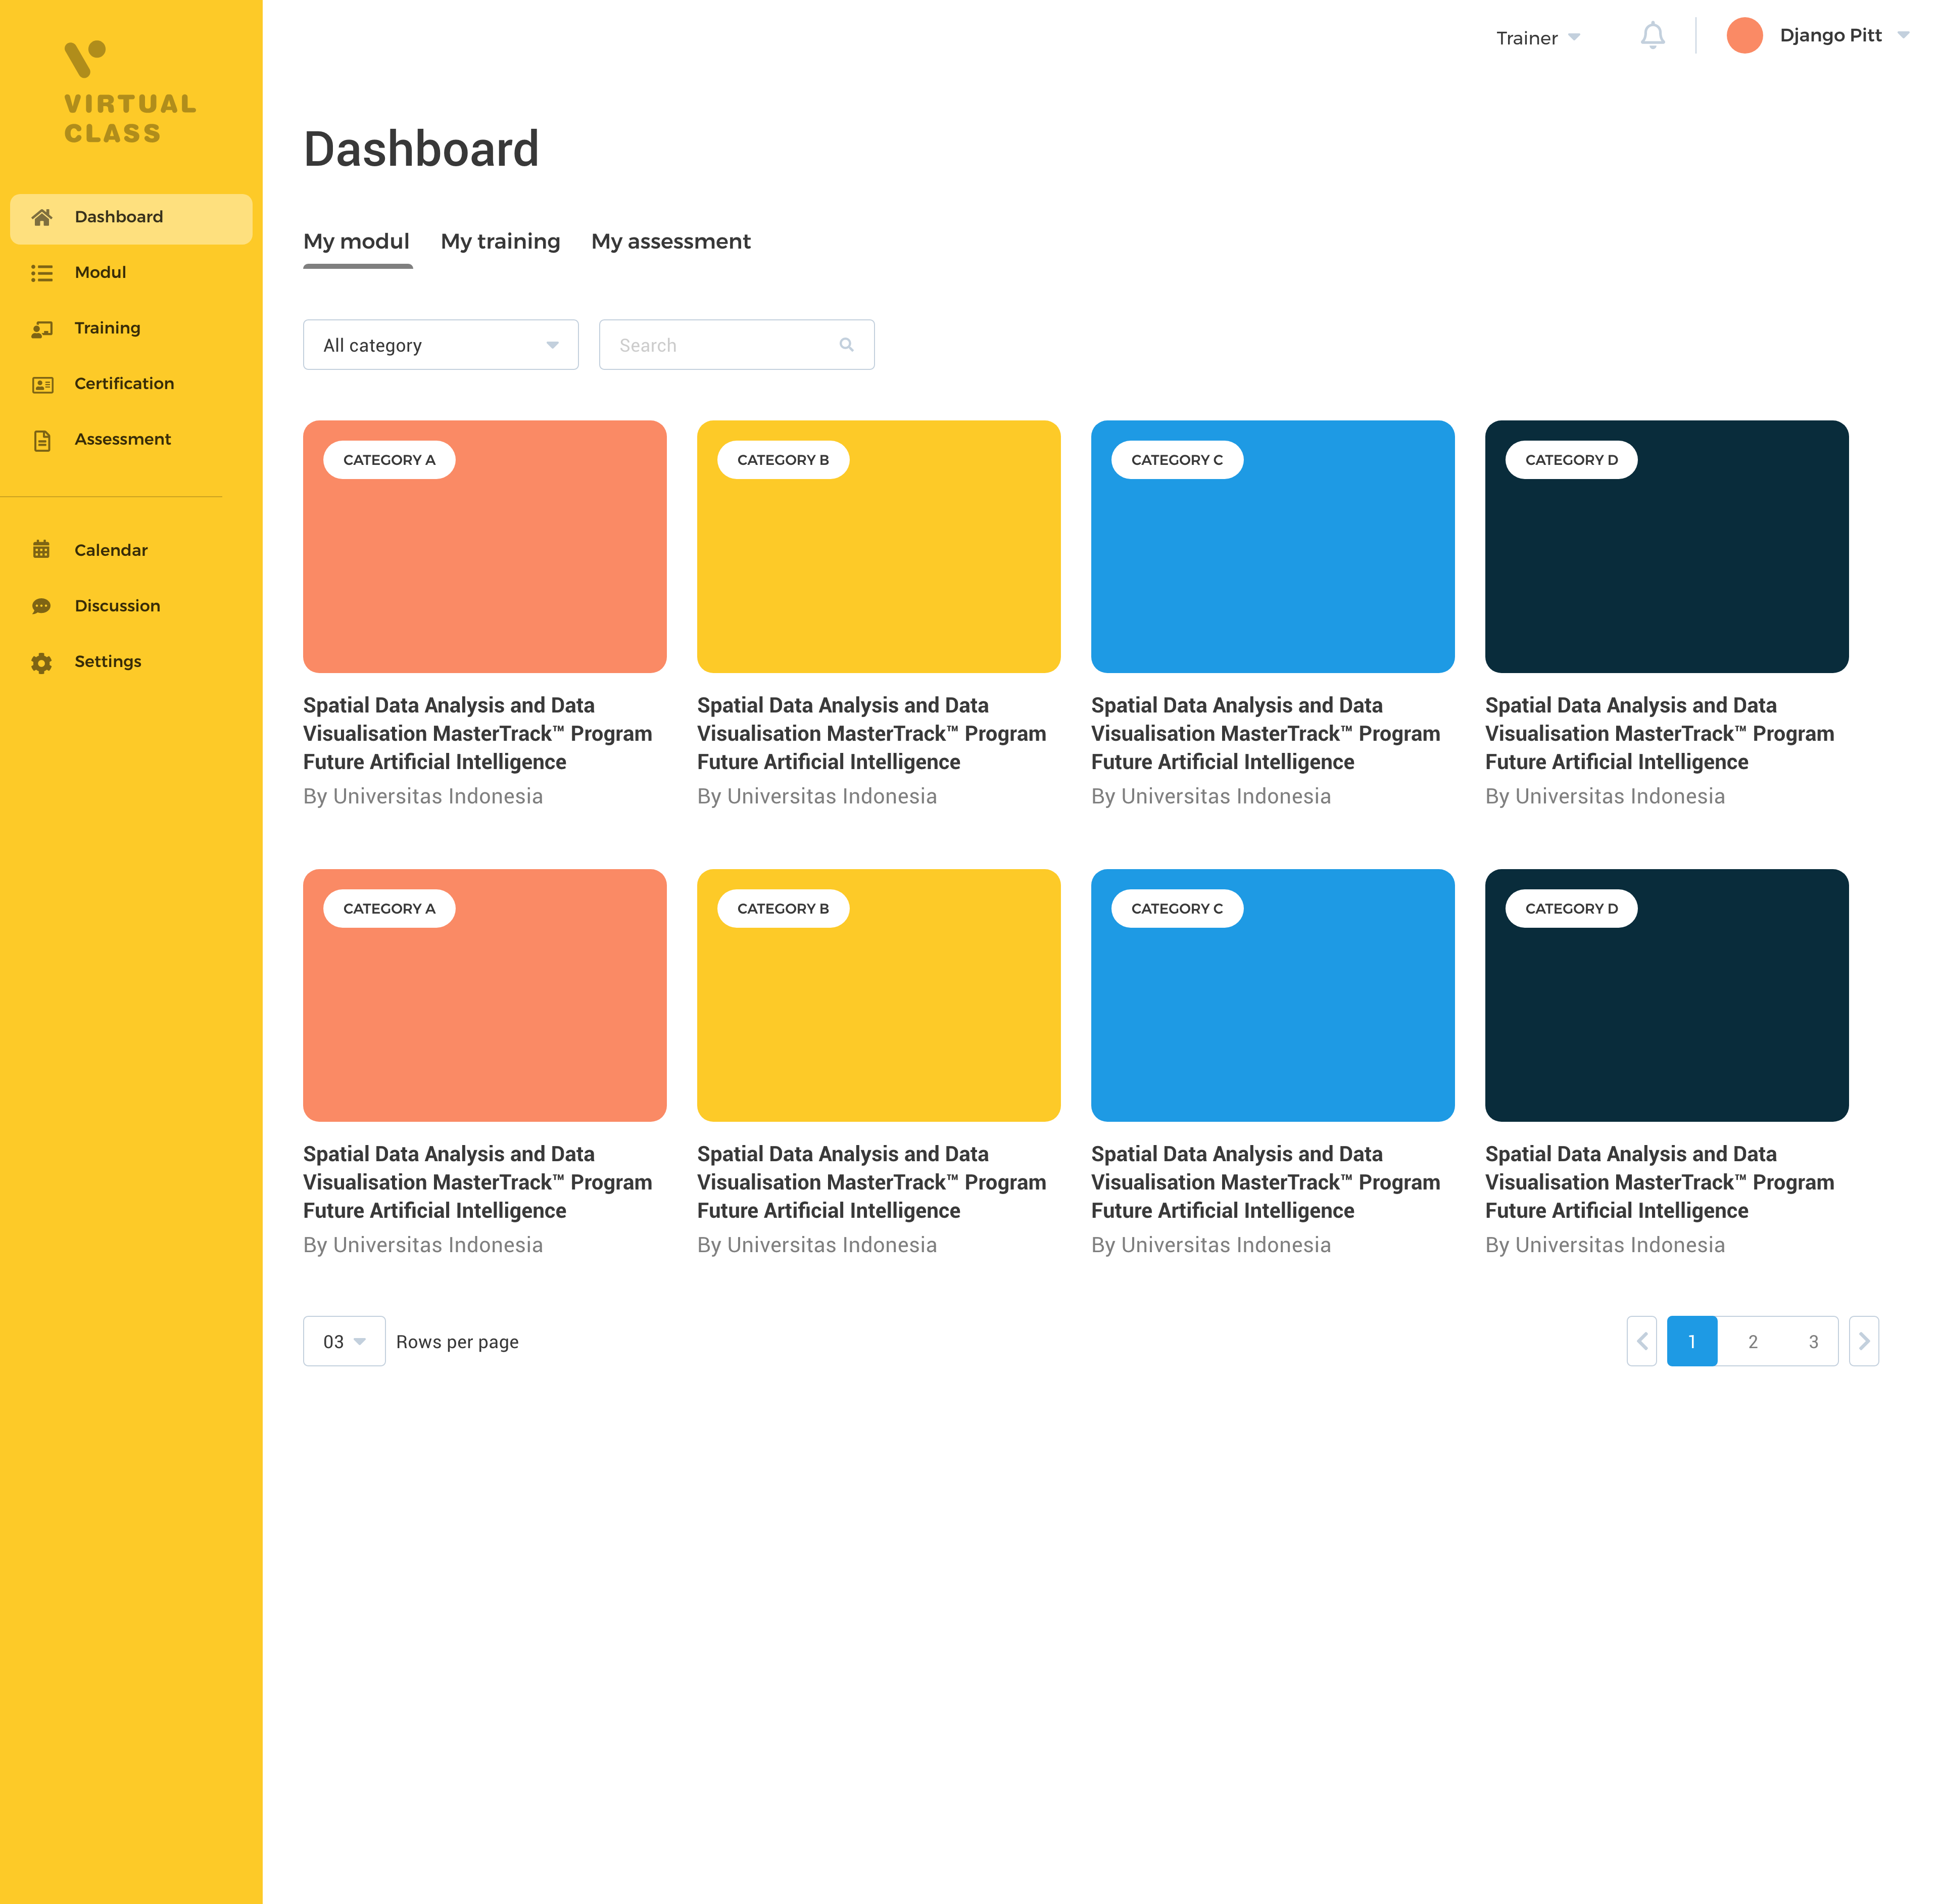 VIRTUAL
CLASS
Dashboard
Modul
Training
Certification
Assessment
Calendar
Discussion
Settings
Trainer
Django Pitt
Dashboard
My modul
My training
My assessment
All category
Search
CATEGORY A
Spatial Data Analysis and Data
Visualisation MasterTrack™ Program
Future Artificial Intelligence
By Universitas Indonesia
CATEGORY B
Spatial Data Analysis and Data
Visualisation MasterTrack™ Program
Future Artificial Intelligence
By Universitas Indonesia
CATEGORY C
Spatial Data Analysis and Data
Visualisation MasterTrack™ Program
Future Artificial Intelligence
By Universitas Indonesia
CATEGORY D
Spatial Data Analysis and Data
Visualisation MasterTrack™ Program
Future Artificial Intelligence
By Universitas Indonesia
CATEGORY A
Spatial Data Analysis and Data
Visualisation MasterTrack™ Program
Future Artificial Intelligence
By Universitas Indonesia
CATEGORY B
Spatial Data Analysis and Data
Visualisation MasterTrack™ Program
Future Artificial Intelligence
By Universitas Indonesia
CATEGORY C
Spatial Data Analysis and Data
Visualisation MasterTrack™ Program
Future Artificial Intelligence
By Universitas Indonesia
CATEGORY D
Spatial Data Analysis and Data
Visualisation MasterTrack™ Program
Future Artificial Intelligence
By Universitas Indonesia
03 Rows per page
1 2 3